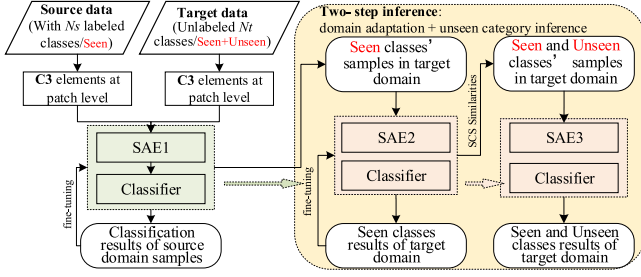 Source data
(With Ns labeled
classes/Seen)
Target data
(Unlabeled Nt
classes/Seen+Unseen)
C3 elements at
patch level
C3 elements at
patch level
SAE1
Classifier
fine-tuning
Classification
results of source
domain samples
Two- step inference:
domain adaptation + unseen category inference
Seen classes'
samples in target
domain
SAE2
Classifier
fine-tuning
Seen classes
results of target
domain
SCS Similarities
Seen and Unseen
classes' samples
in target domain
SAE3
Classifier
Seen and Unseen
classes results of
target domain